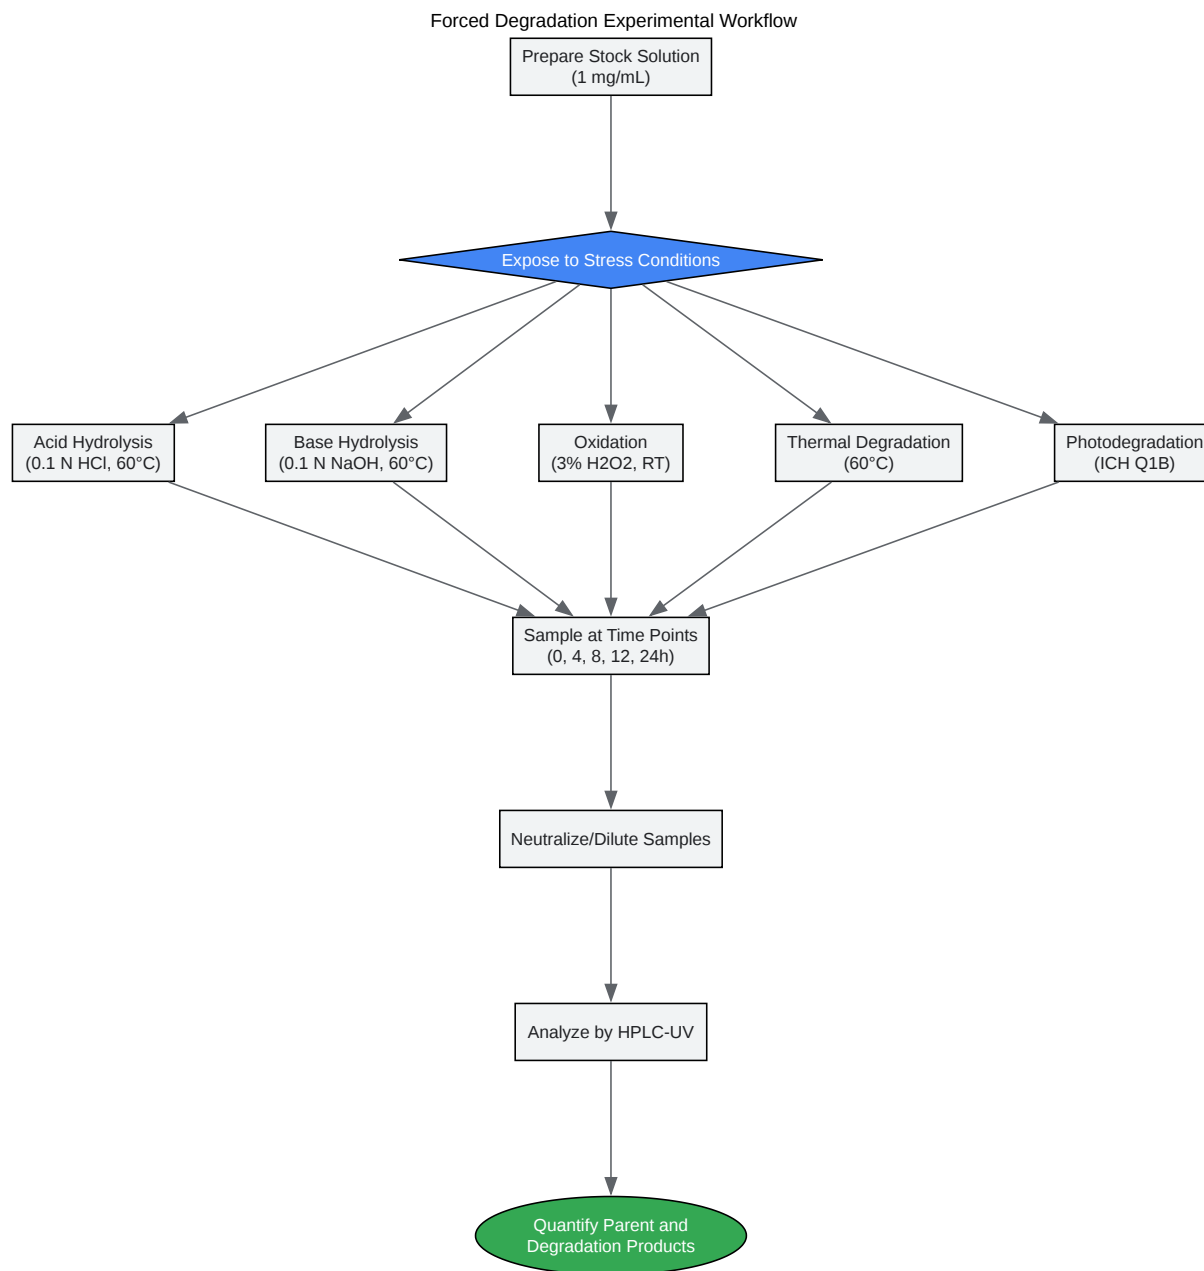 Forced Degradation Experimental Workflow
Prepare Stock Solution
(1 mg/mL)
Expose to Stress Conditions
Acid Hydrolysis
(0.1 N HCl, 60°C)
Base Hydrolysis
(0.1 N NaOH, 60°C)
Oxidation
(3% H2O2, RT)
Thermal Degradation
(60°C)
Photodegradation
(ICH Q1B)
Sample at Time Points
(0, 4, 8, 12, 24h)
Neutralize/Dilute Samples
Analyze by HPLC-UV
Quantify Parent and
Degradation Products